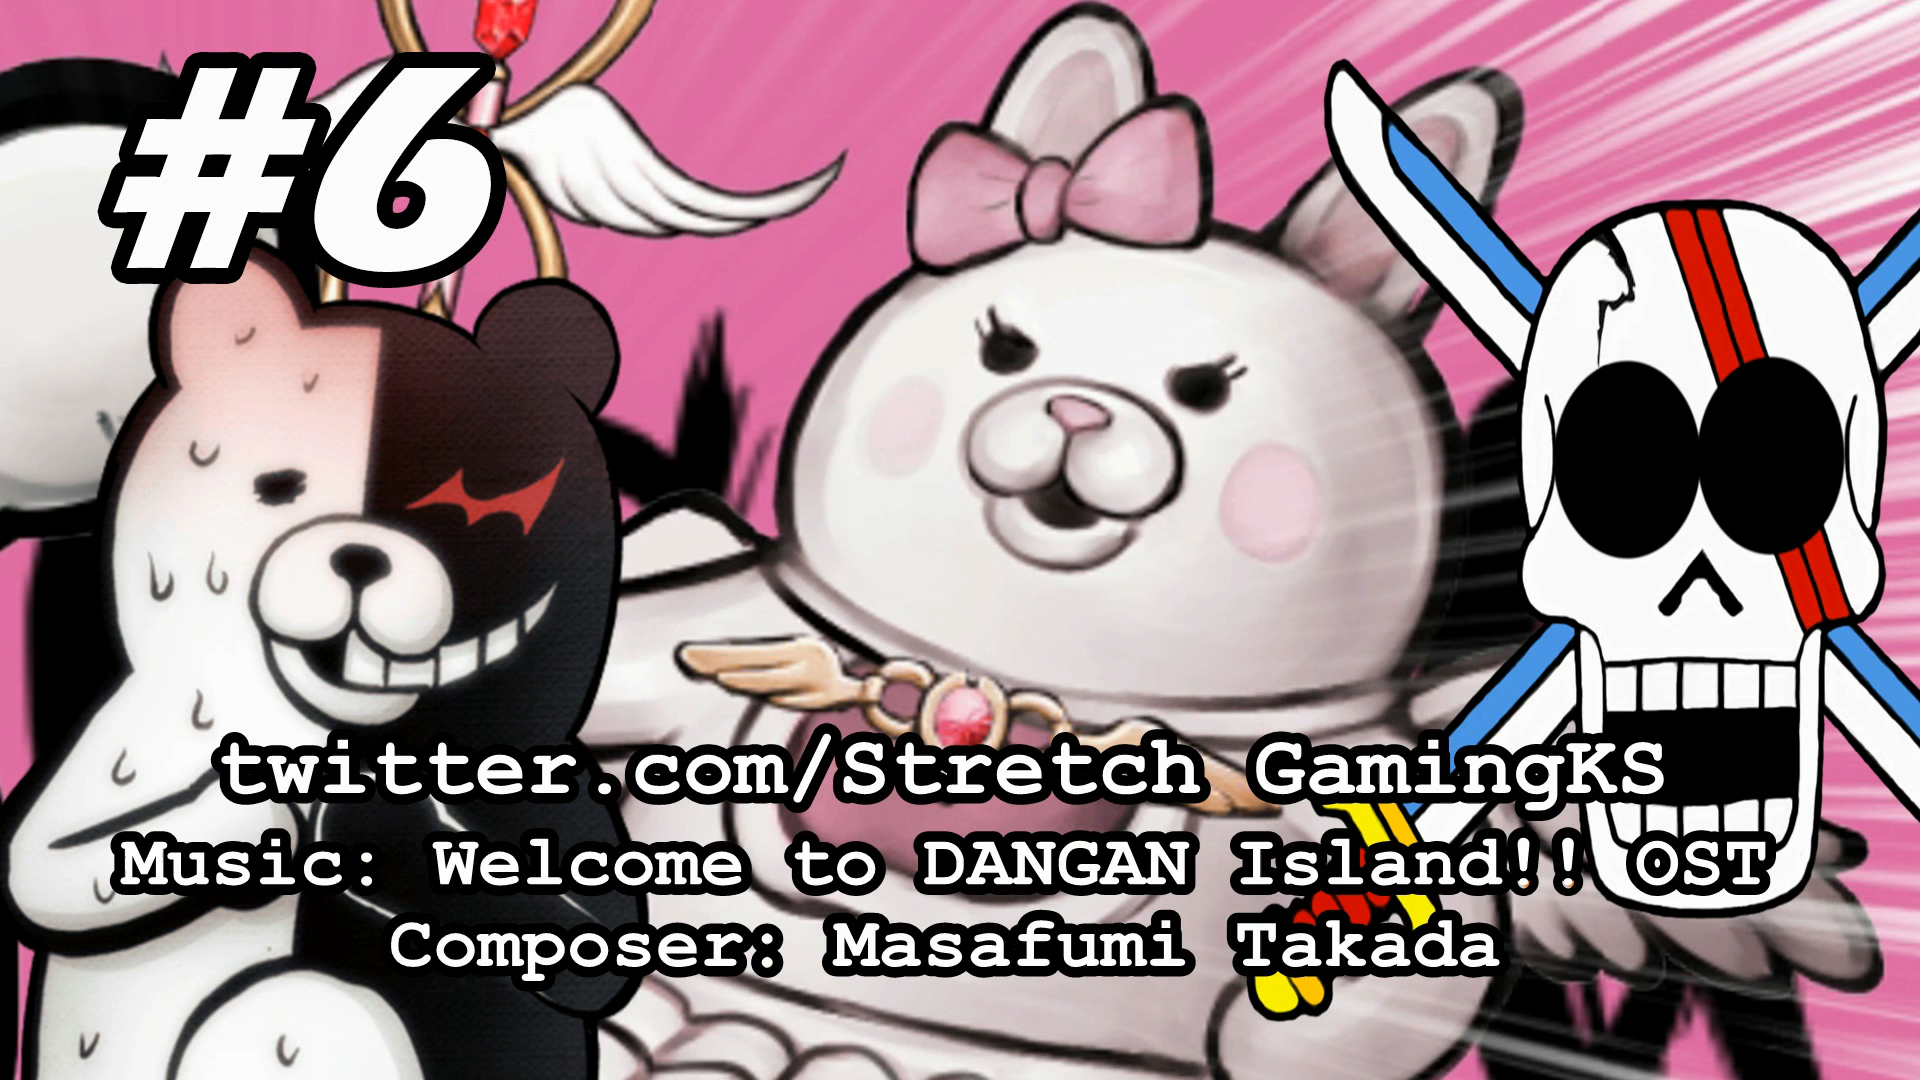 #6
twitter.com/Stretch GamingKS
Music: Welcome to DANGAN Island!! OST
Composer: Masafumi Takada